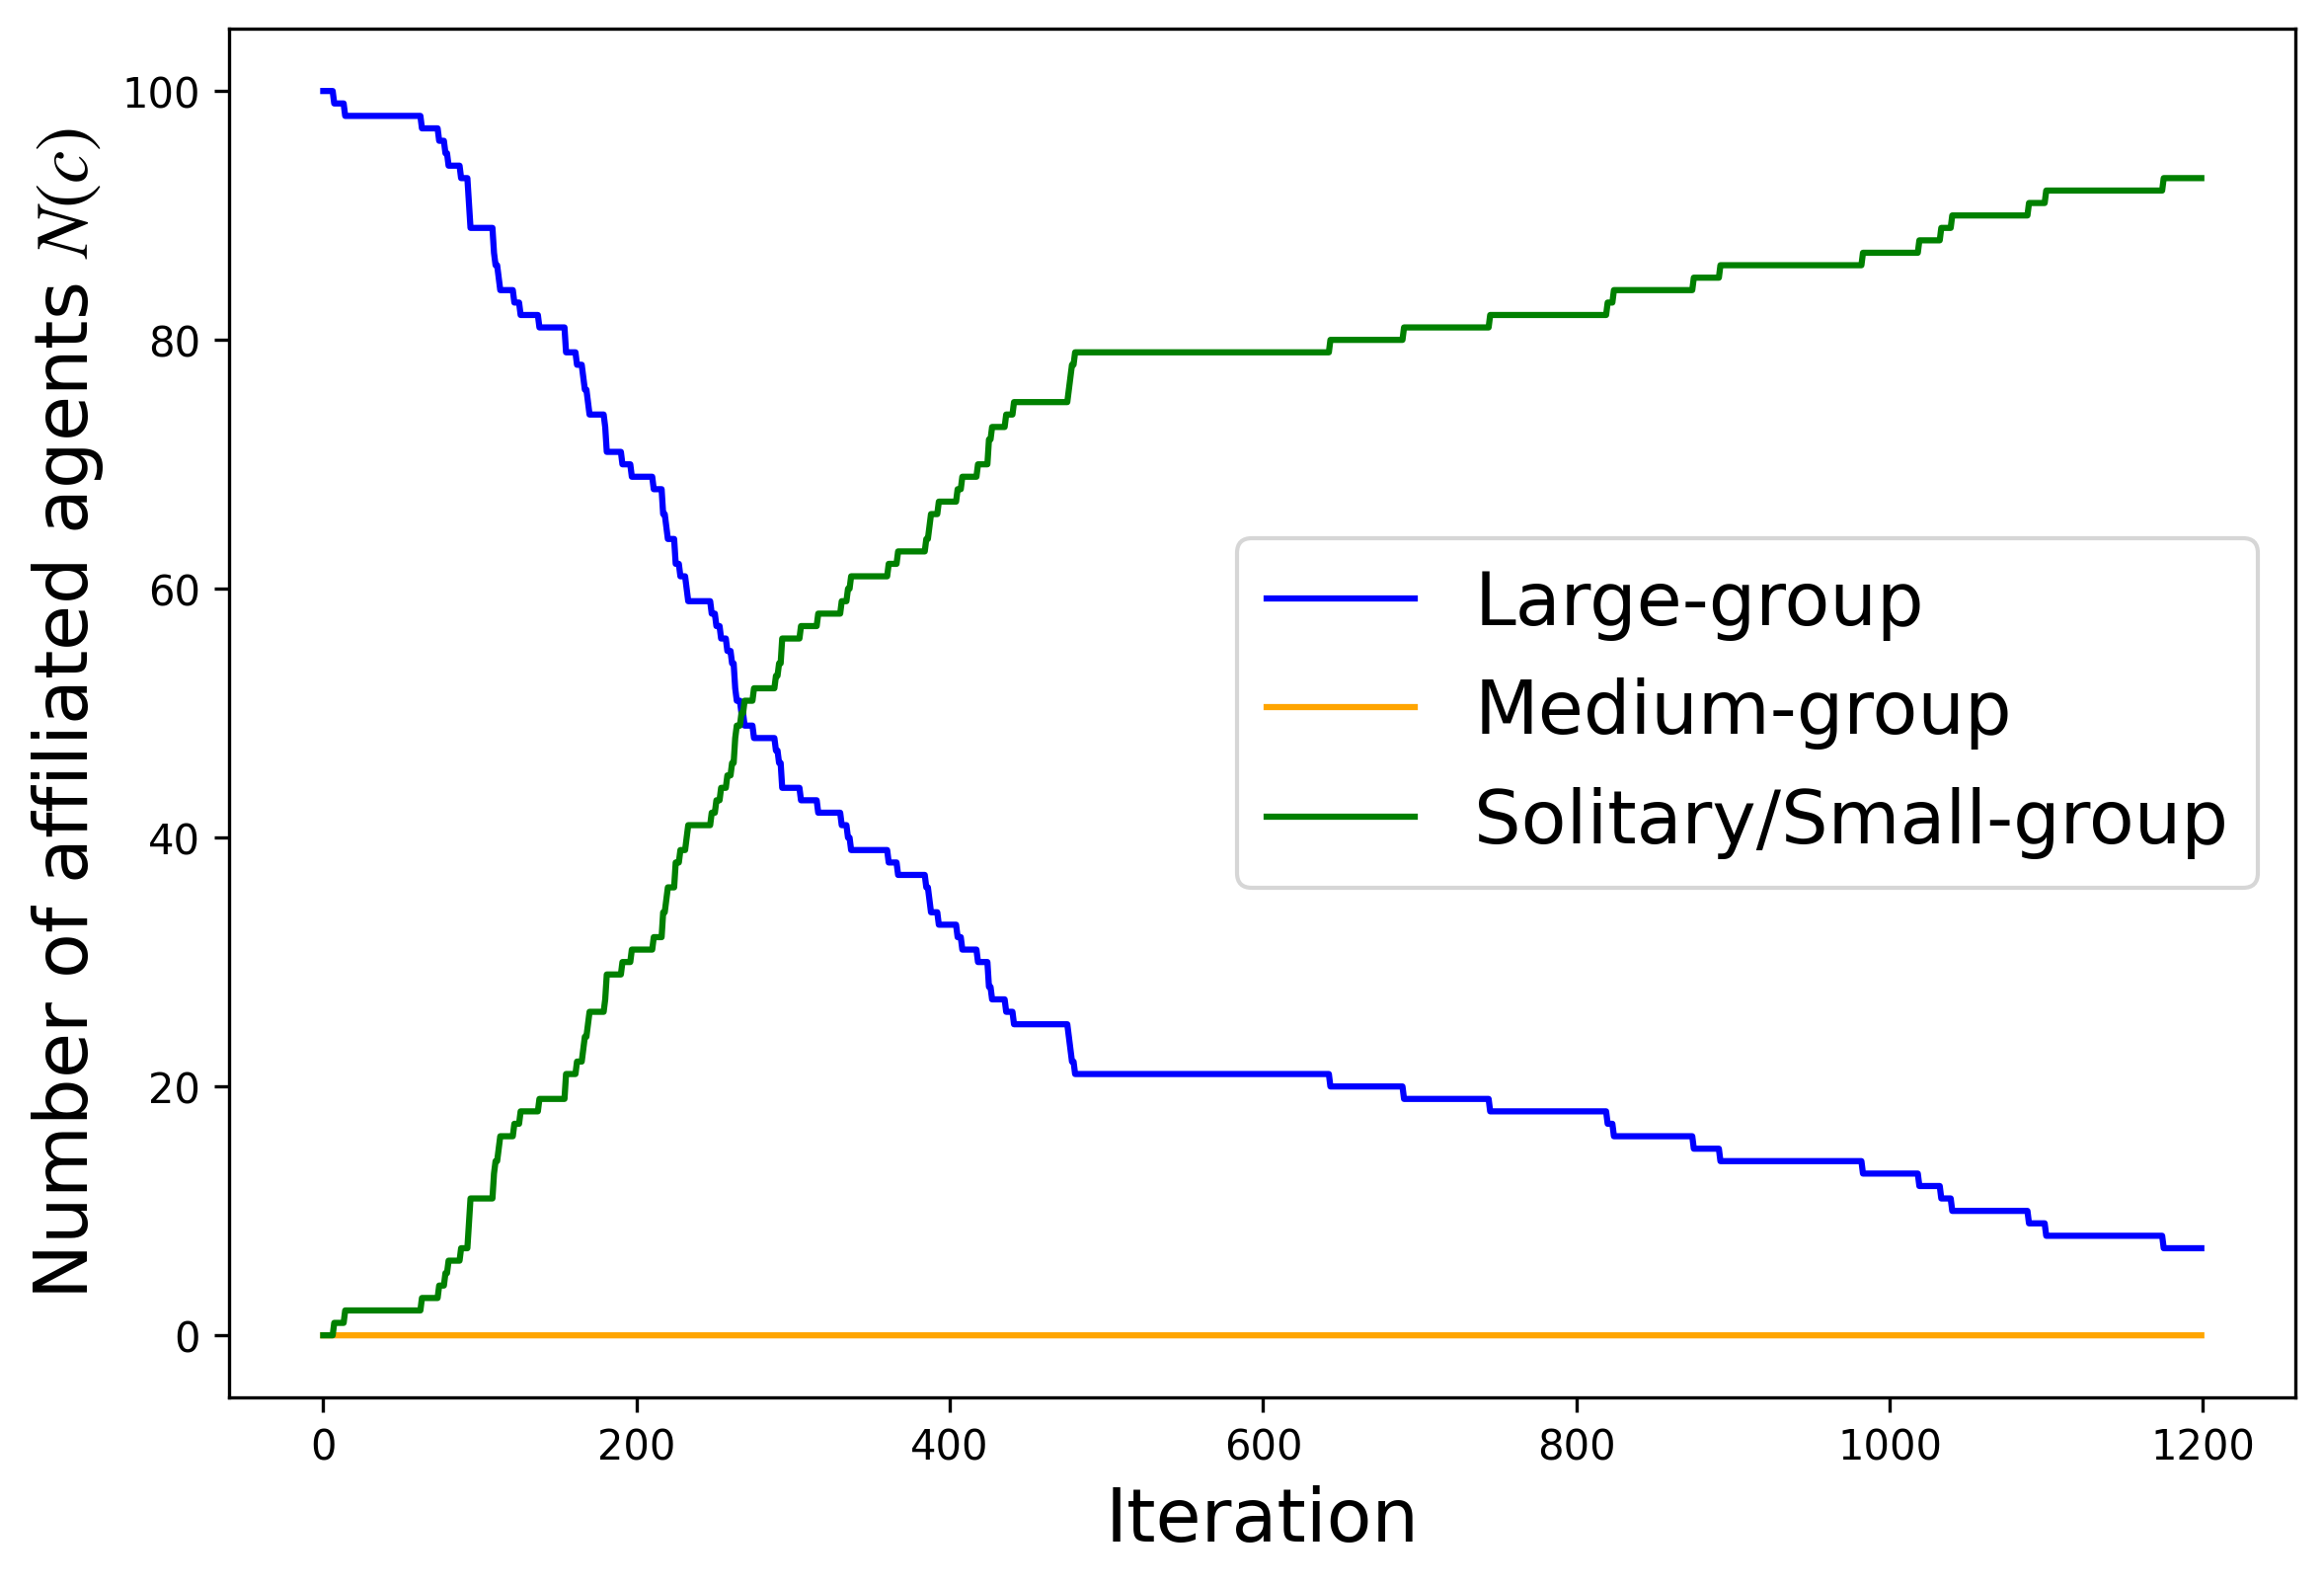 Number of affiliated agents N(c)
100
80
60
40
20
0
Large-group
Medium-group
Solitary/Small-group
0 200 400 600 800 1000 1200
Iteration